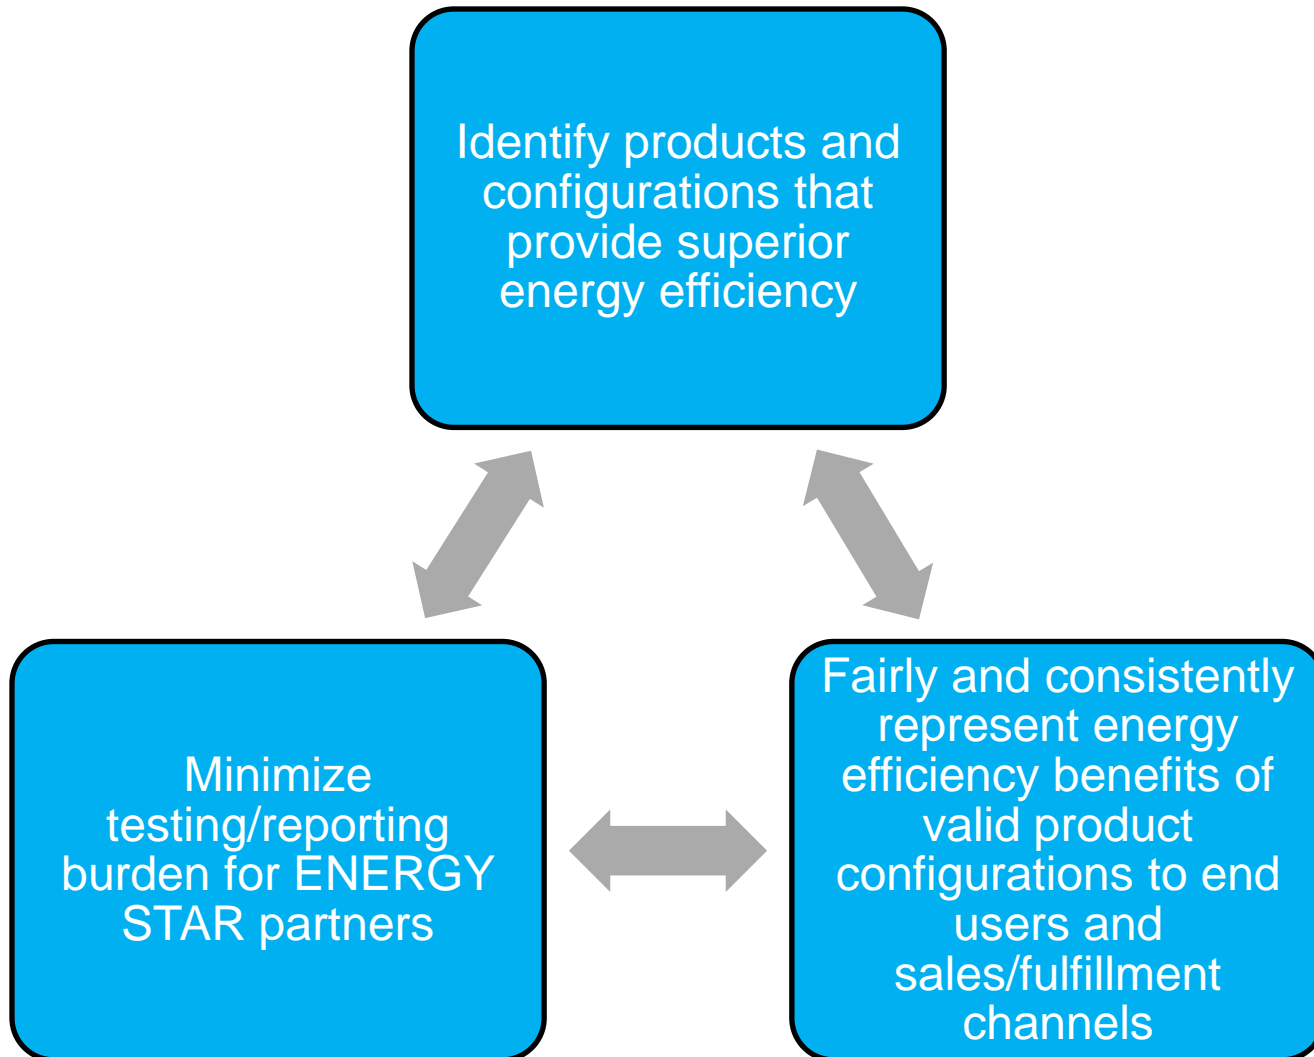 Identify products and
configurations that
provide superior
energy efficiency
Minimize
testing/reporting
burden for ENERGY
STAR partners
Fairly and consistently
represent energy
efficiency benefits of
valid product
configurations to end
users and
sales/fulfillment
channels